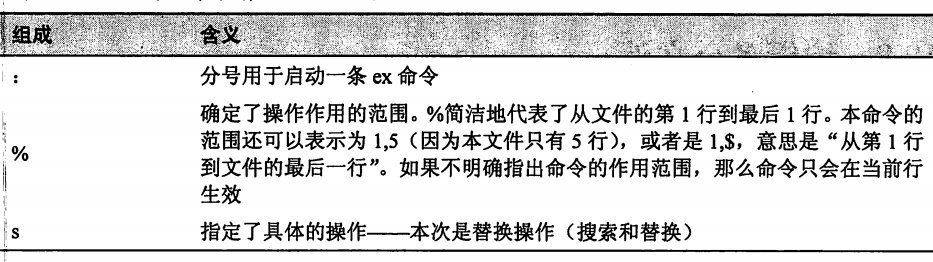 组成 含义
: 分号用于启动一条 ex 命令
确定了操作作用的范围。%简洁地代表了从文件的第 1 行到最后 1 行。本命令的
范围还可以表示为 1,5（因为本文件只有 5 行），或者是 1,$，意思是“从第 1 行
% 到文件的最后一行”。如果不明确指出命令的作用范围，那么命令只会在当前行
生效
s 指定了具体的操作——本次是替换操作（搜索和替换）